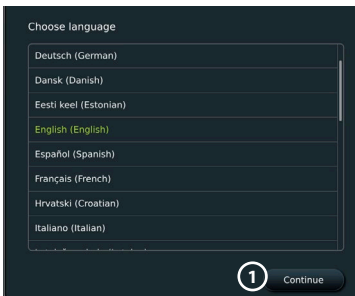 Choose language
Deutsch (German)
Dansk (Danish)
Eesti keel (Estonian)
English (English)
Español (Spanish)
Français (French)
Hrvatski (Croatian)
Italiano (Italian)
1 Continue